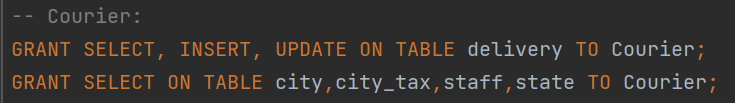 -- Courier:
GRANT SELECT, INSERT, UPDATE ON TABLE delivery TO Courier;
GRANT SELECT ON TABLE city,city_tax,staff,state TO Courier;